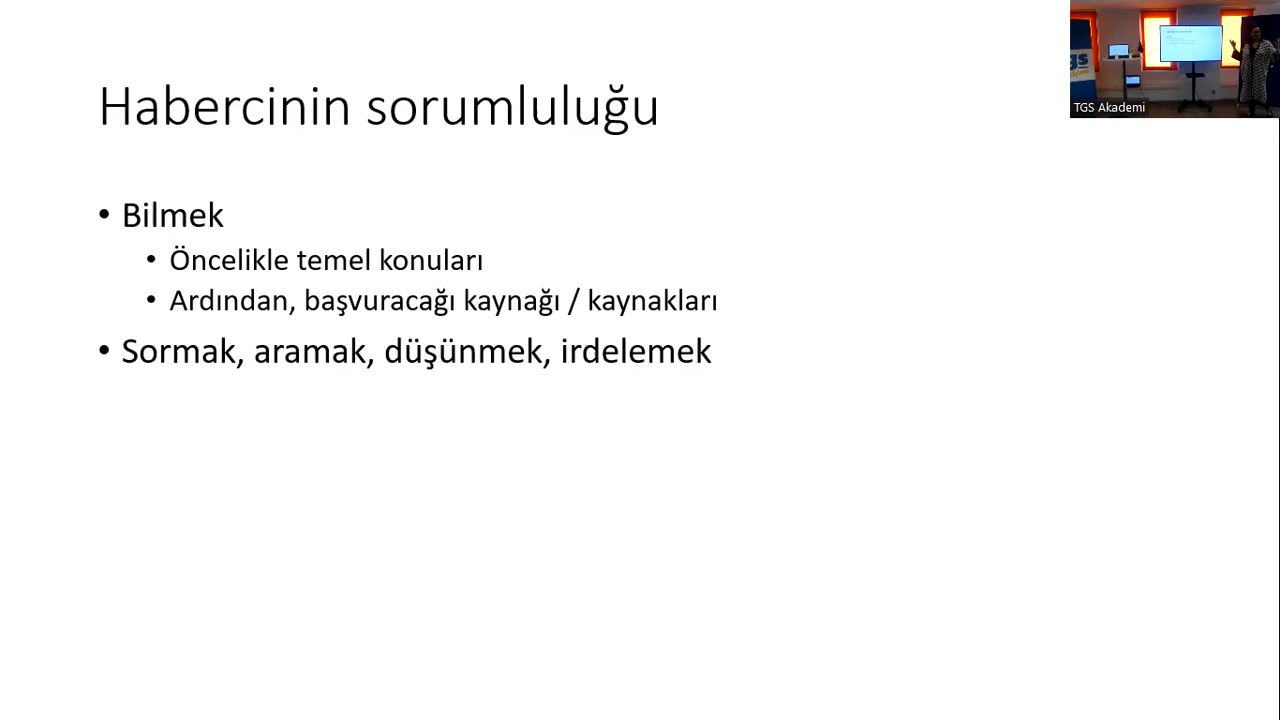 Habercinin sorumluluğu
• Bilmek
• Öncelikle temel konuları
• Ardından, başvuracağı kaynağı / kaynakları
• Sormak, aramak, düşünmek, irdelemek
TGS Akademi